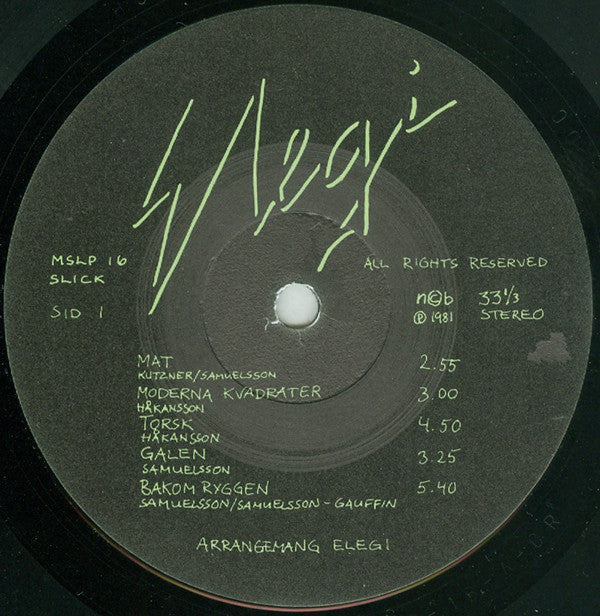 Elegi
MSLP 16
SLICK
SID 1
ALL RIGHTS RESERVED
n©b 33 1/3
Ⓟ 1981 STEREO
MAT 2.55
KUTZNER/SAMUELSSON
MODERNA KVADRATER 3.00
HÅKANSSON
TORSK 4.50
HÅKANSSON
GALEN 3.25
SAMUELSSON
BAKOM RYGGEN 5.40
SAMUELSSON/SAMUELSSON-GAUFFIN
ARRANGEMANG ELEGI